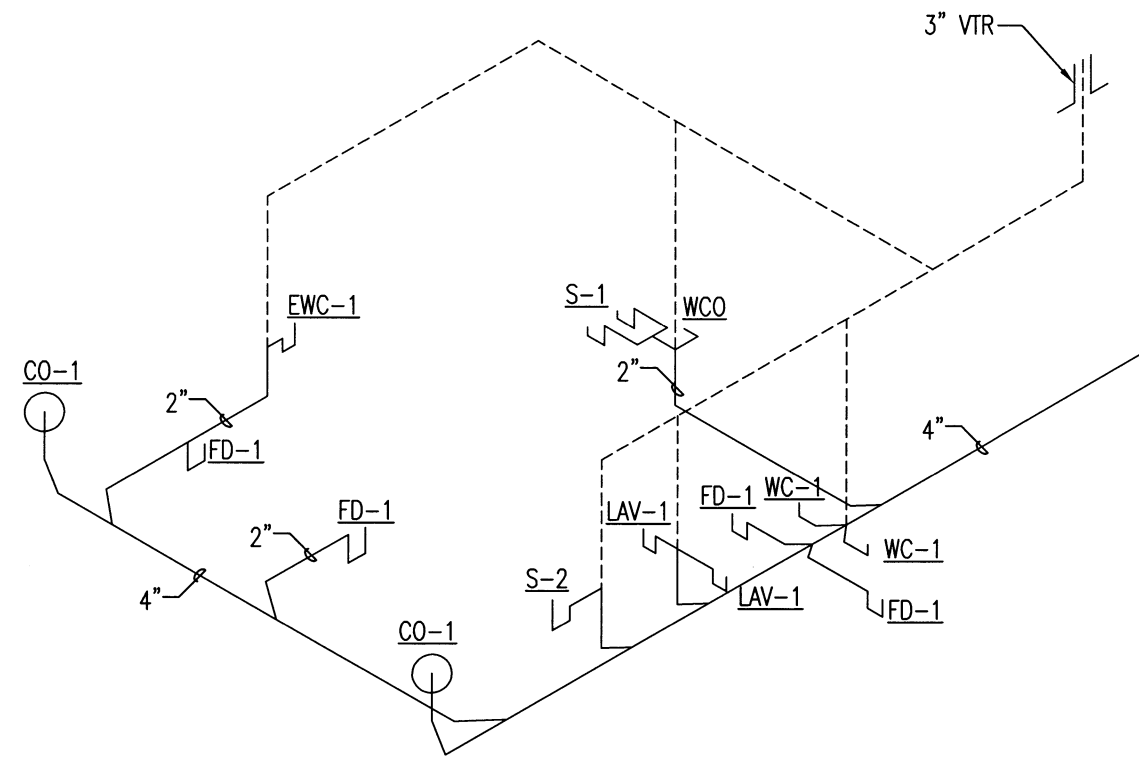 3" VTR
EWC-1
S-1
WCO
CO-1
2"
2"
FD-1
4"
WC-1
FD-1
LAV-1
FD-1
2"
WC-1
S-2
LAV-1
4"
FD-1
CO-1